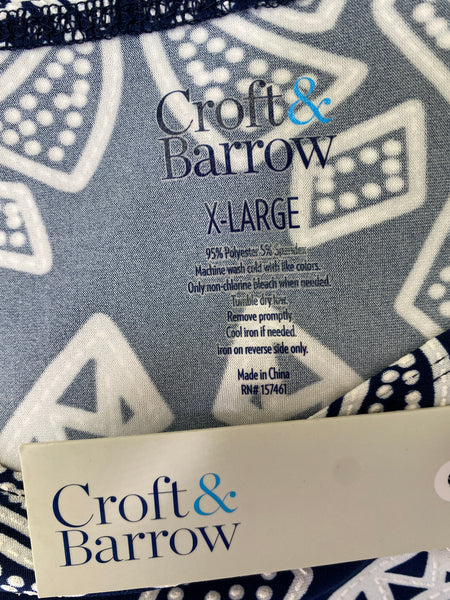 Croft&
Barrow
X-LARGE
95% Polyester 5% Spandex
Machine wash cold with like colors.
Only non-chlorine bleach when needed.
Tumble dry low.
Remove promptly.
Cool iron if needed.
Iron on reverse side only.
Made in China
RN# 157461
Croft&
Barrow